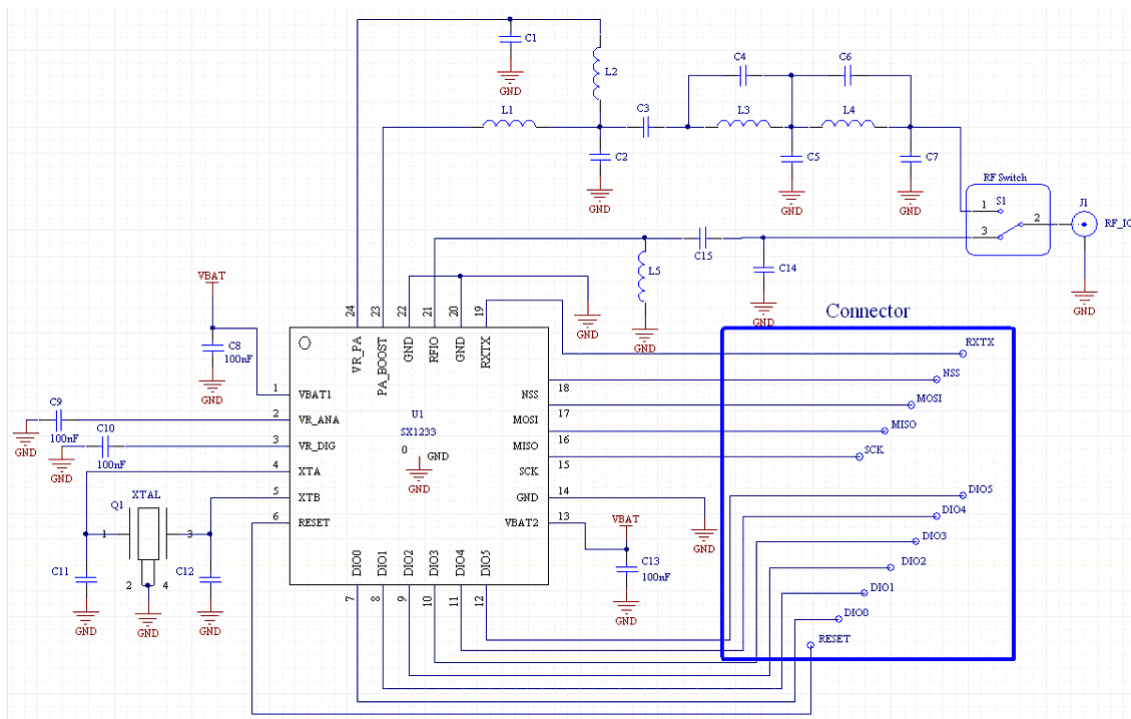 C1
GND
L2
C4
C6
L1
C3
L3
L4
C2
C5
C7
GND
GND
GND
RF Switch
S1
1
2
3
J1
RF_IO
GND
C15
C14
L5
GND
GND
GND
VBAT
C8
100nF
GND
24
23
22
21
20
19
VR_PA
PA_BOOST
GND
RFIO
GND
RXTX
Connector
RXTX
NSS
MOSI
MISO
SCK
DIO5
DIO4
DIO3
DIO2
DIO1
DIO0
RESET
1
VBAT1
2
VR_ANA
3
VR_DIG
4
XTA
5
XTB
6
RESET
C9
100nF
GND
C10
100nF
GND
U1
SX1233
0
GND
GND
NSS
18
MOSI
17
MISO
16
SCK
15
GND
14
VBAT2
13
GND
VBAT
C13
100nF
GND
XTAL
Q1
1
3
2
4
C11
C12
GND
GND
GND
DIO0
DIO1
DIO2
DIO3
DIO4
DIO5
7
8
9
10
11
12